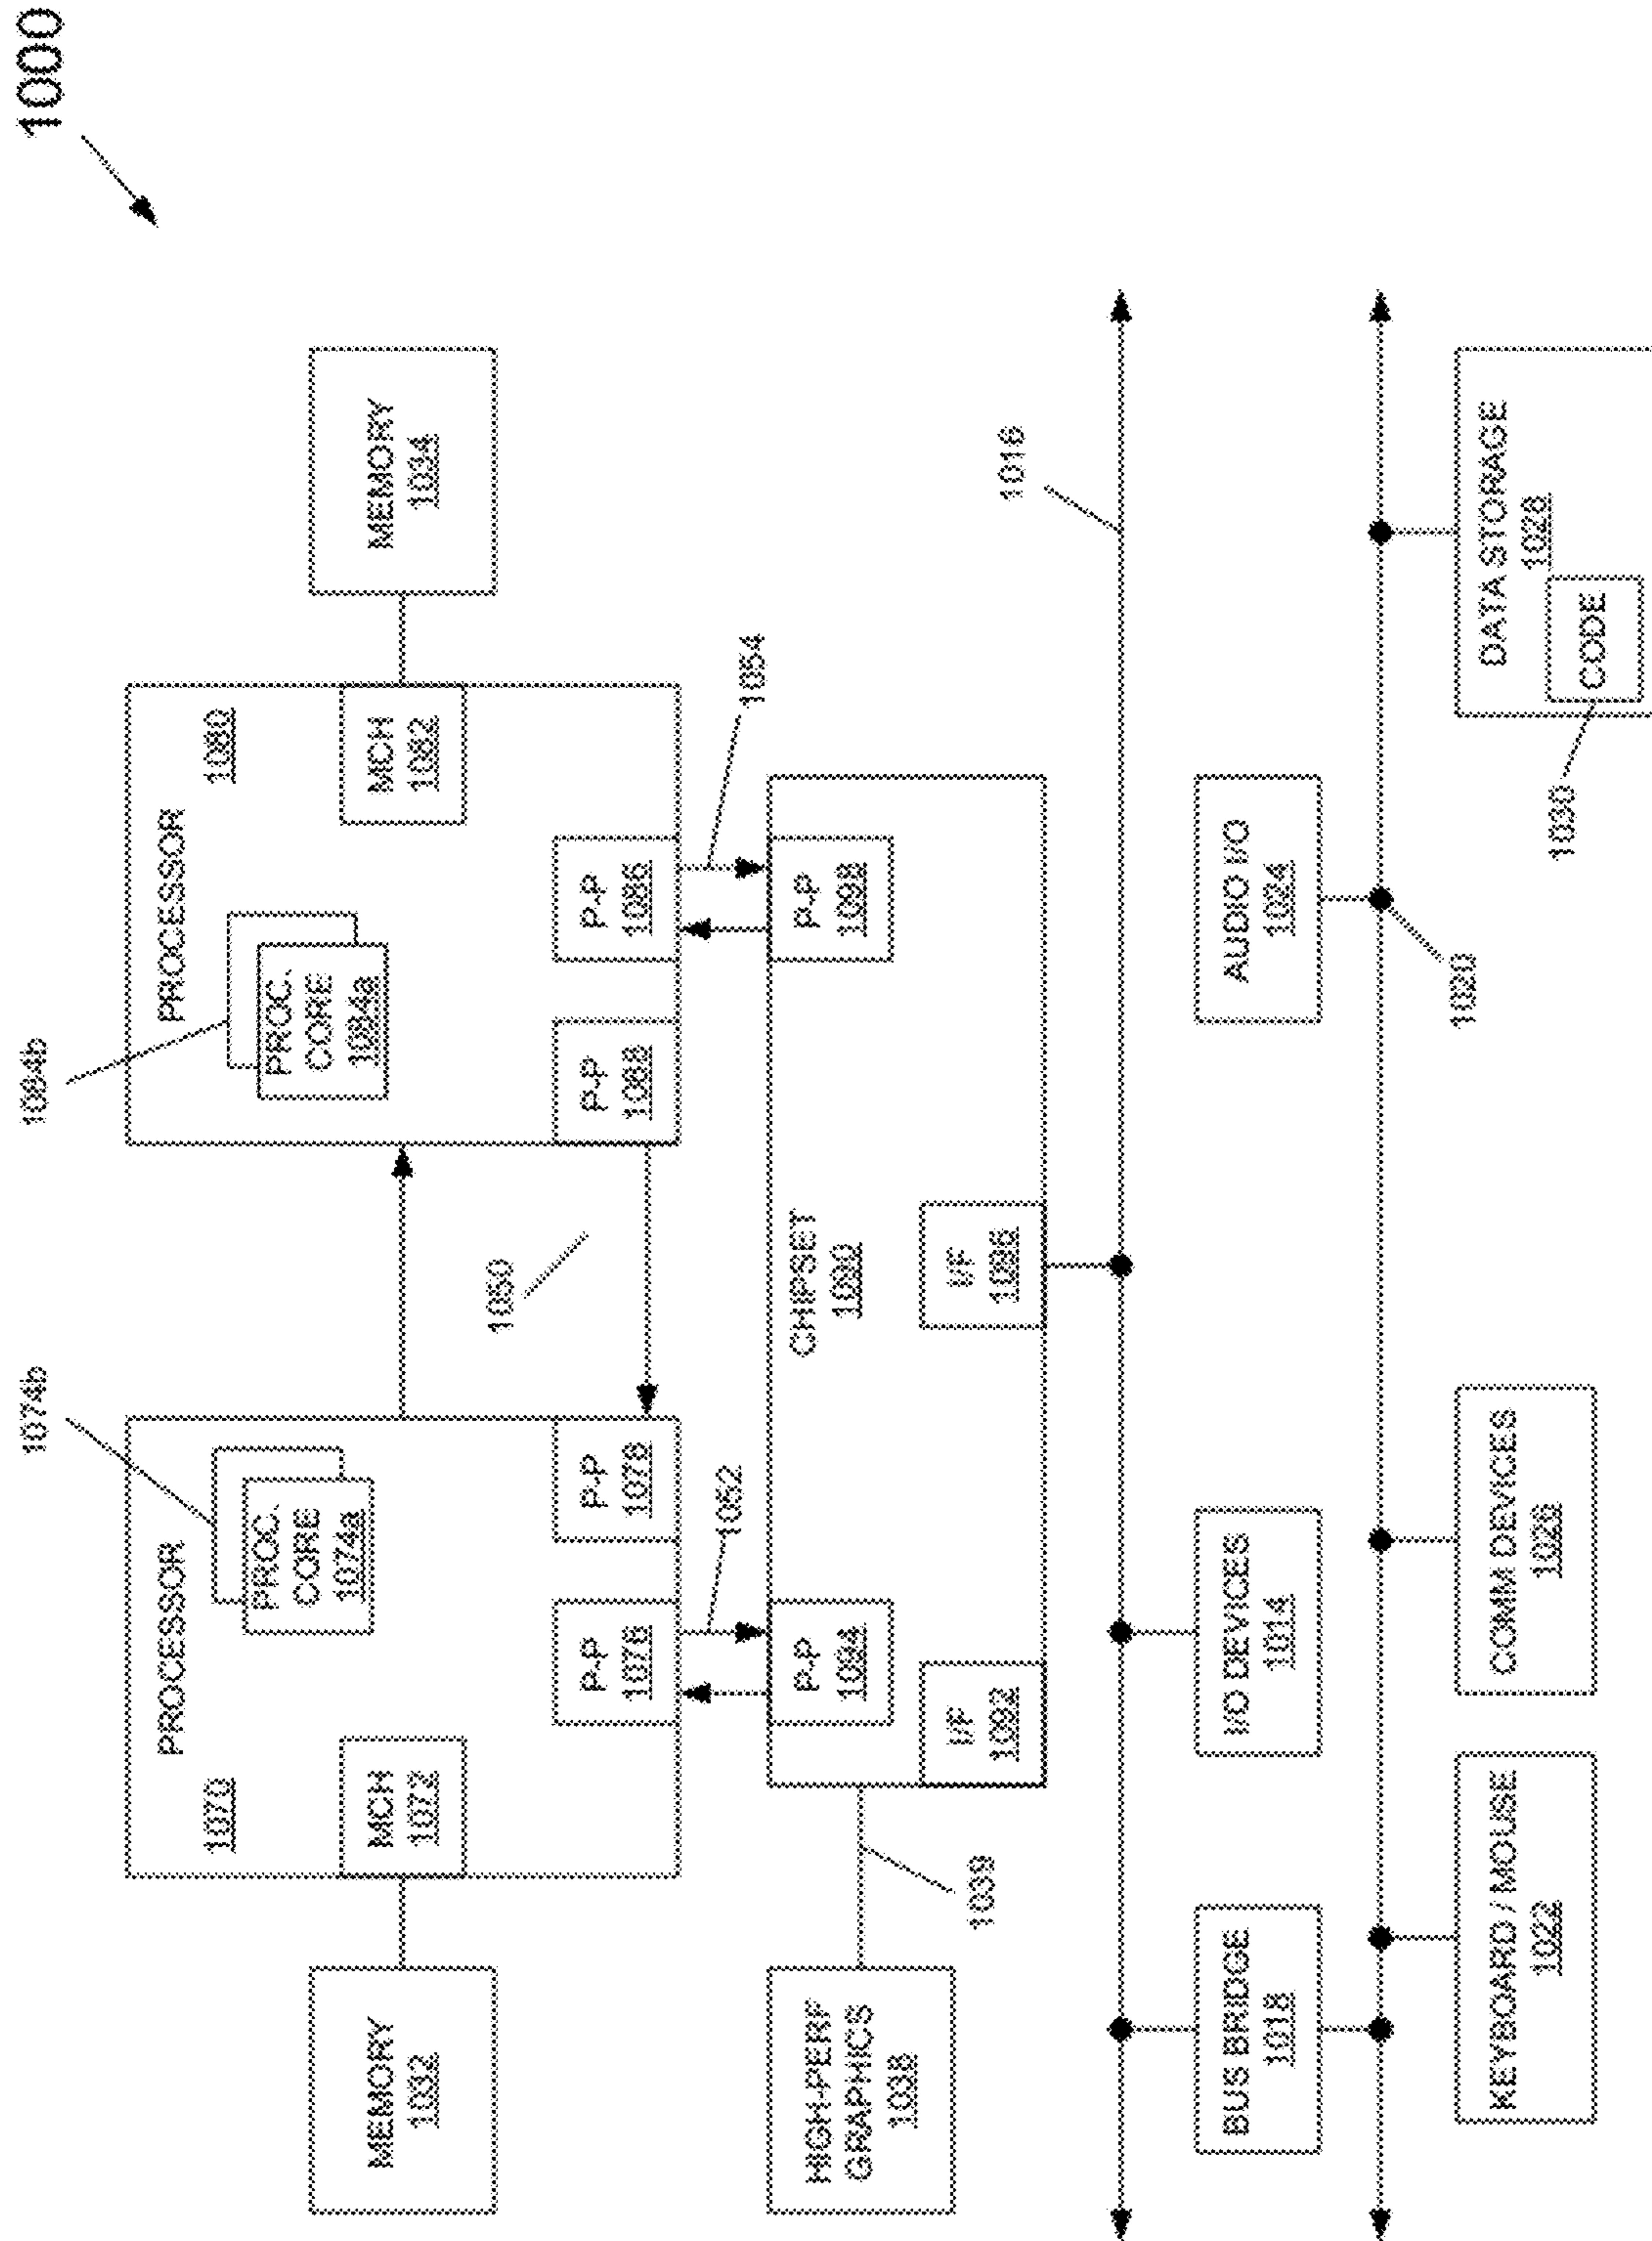 1000
1074b
1084b
PROCESSOR
1070
PROC.
CORE
1074a
PROCESSOR
1080
PROC.
CORE
1084a
MEMORY
1032
MCH
1072
MCH
1082
MEMORY
1034
1050
P-P
1076
P-P
1078
P-P
1088
P-P
1086
1052
1054
HIGH-PERF
GRAPHICS
1038
1039
P-P
1094
CHIPSET
1090
P-P
1098
I/F
1092
I/F
1096
1016
BUS BRIDGE
1018
I/O DEVICES
1014
AUDIO I/O
1024
1020
KEYBOARD / MOUSE
1022
COMM DEVICES
1026
DATA STORAGE
1028
CODE
1030